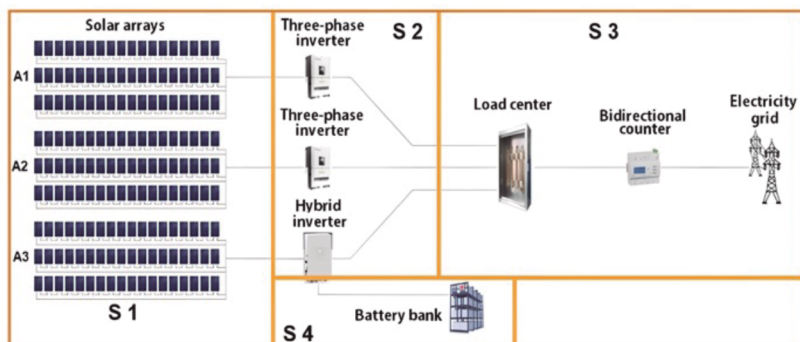 Solar arrays
A1
A2
A3
S 1
Three-phase
inverter
S 2
Three-phase
inverter
Hybrid
inverter
S 3
Load center
Bidirectional
counter
Electricity
grid
S 4
Battery bank